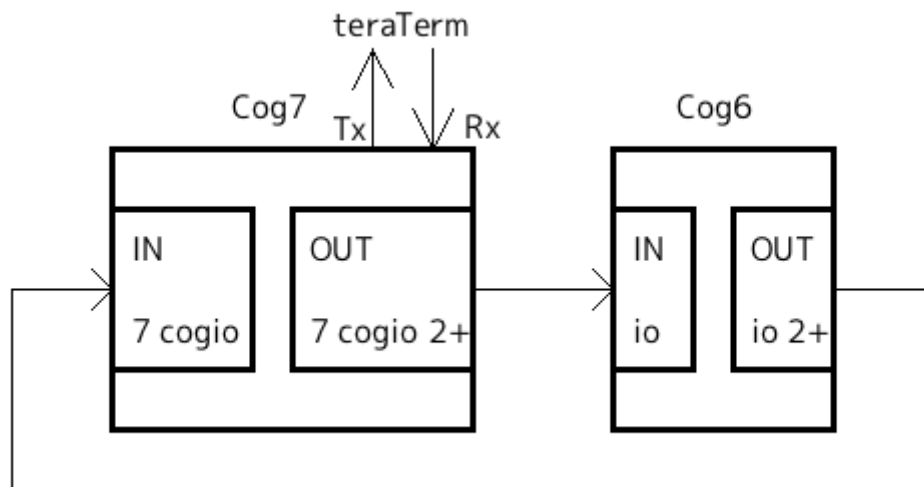 teraTerm
Cog7
Tx
Rx
Cog6
IN
OUT
IN
OUT
7 cogio
7 cogio 2+
io
io 2+